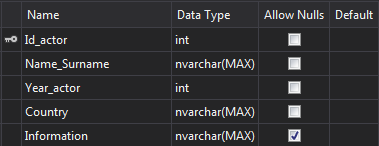 Name Data Type Allow Nulls Default
Id_actor int
Name_Surname nvarchar(MAX)
Year_actor int
Country nvarchar(MAX)
Information nvarchar(MAX)